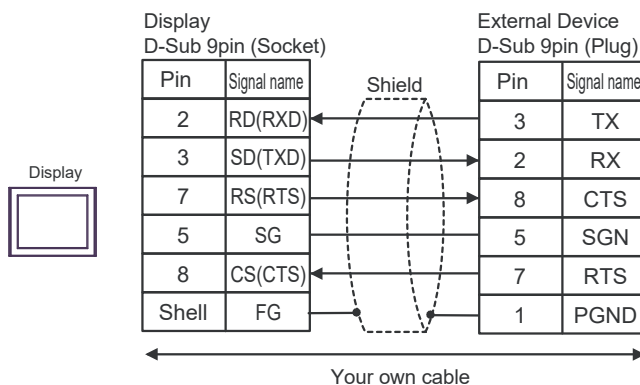 Display
D-Sub 9pin (Socket)
External Device
D-Sub 9pin (Plug)
Pin Signal name
Shield
Pin Signal name
2 RD(RXD) 3 TX
3 SD(TXD) 2 RX
Display
7 RS(RTS) 8 CTS
5 SG 5 SGN
8 CS(CTS) 7 RTS
Shell FG 1 PGND
Your own cable